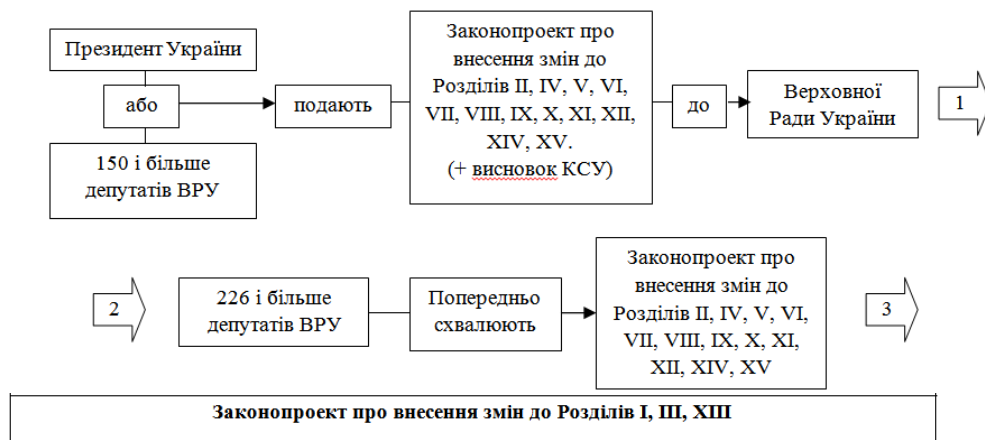 Президент України
або
150 і більше
депутатів ВРУ
подають
Законопроект про
внесення змін до
Розділів II, IV, V, VI,
VII, VIII, IX, X, XI, XII,
XIV, XV.
(+ висновок КСУ)
до
Верховної
Ради України
1
2
226 і більше
депутатів ВРУ
Попередньо
схвалюють
Законопроект про
внесення змін до
Розділів II, IV, V, VI,
VII, VIII, IX, X, XI,
XII, XIV, XV
3
Законопроект про внесення змін до Розділів I, III, XIII